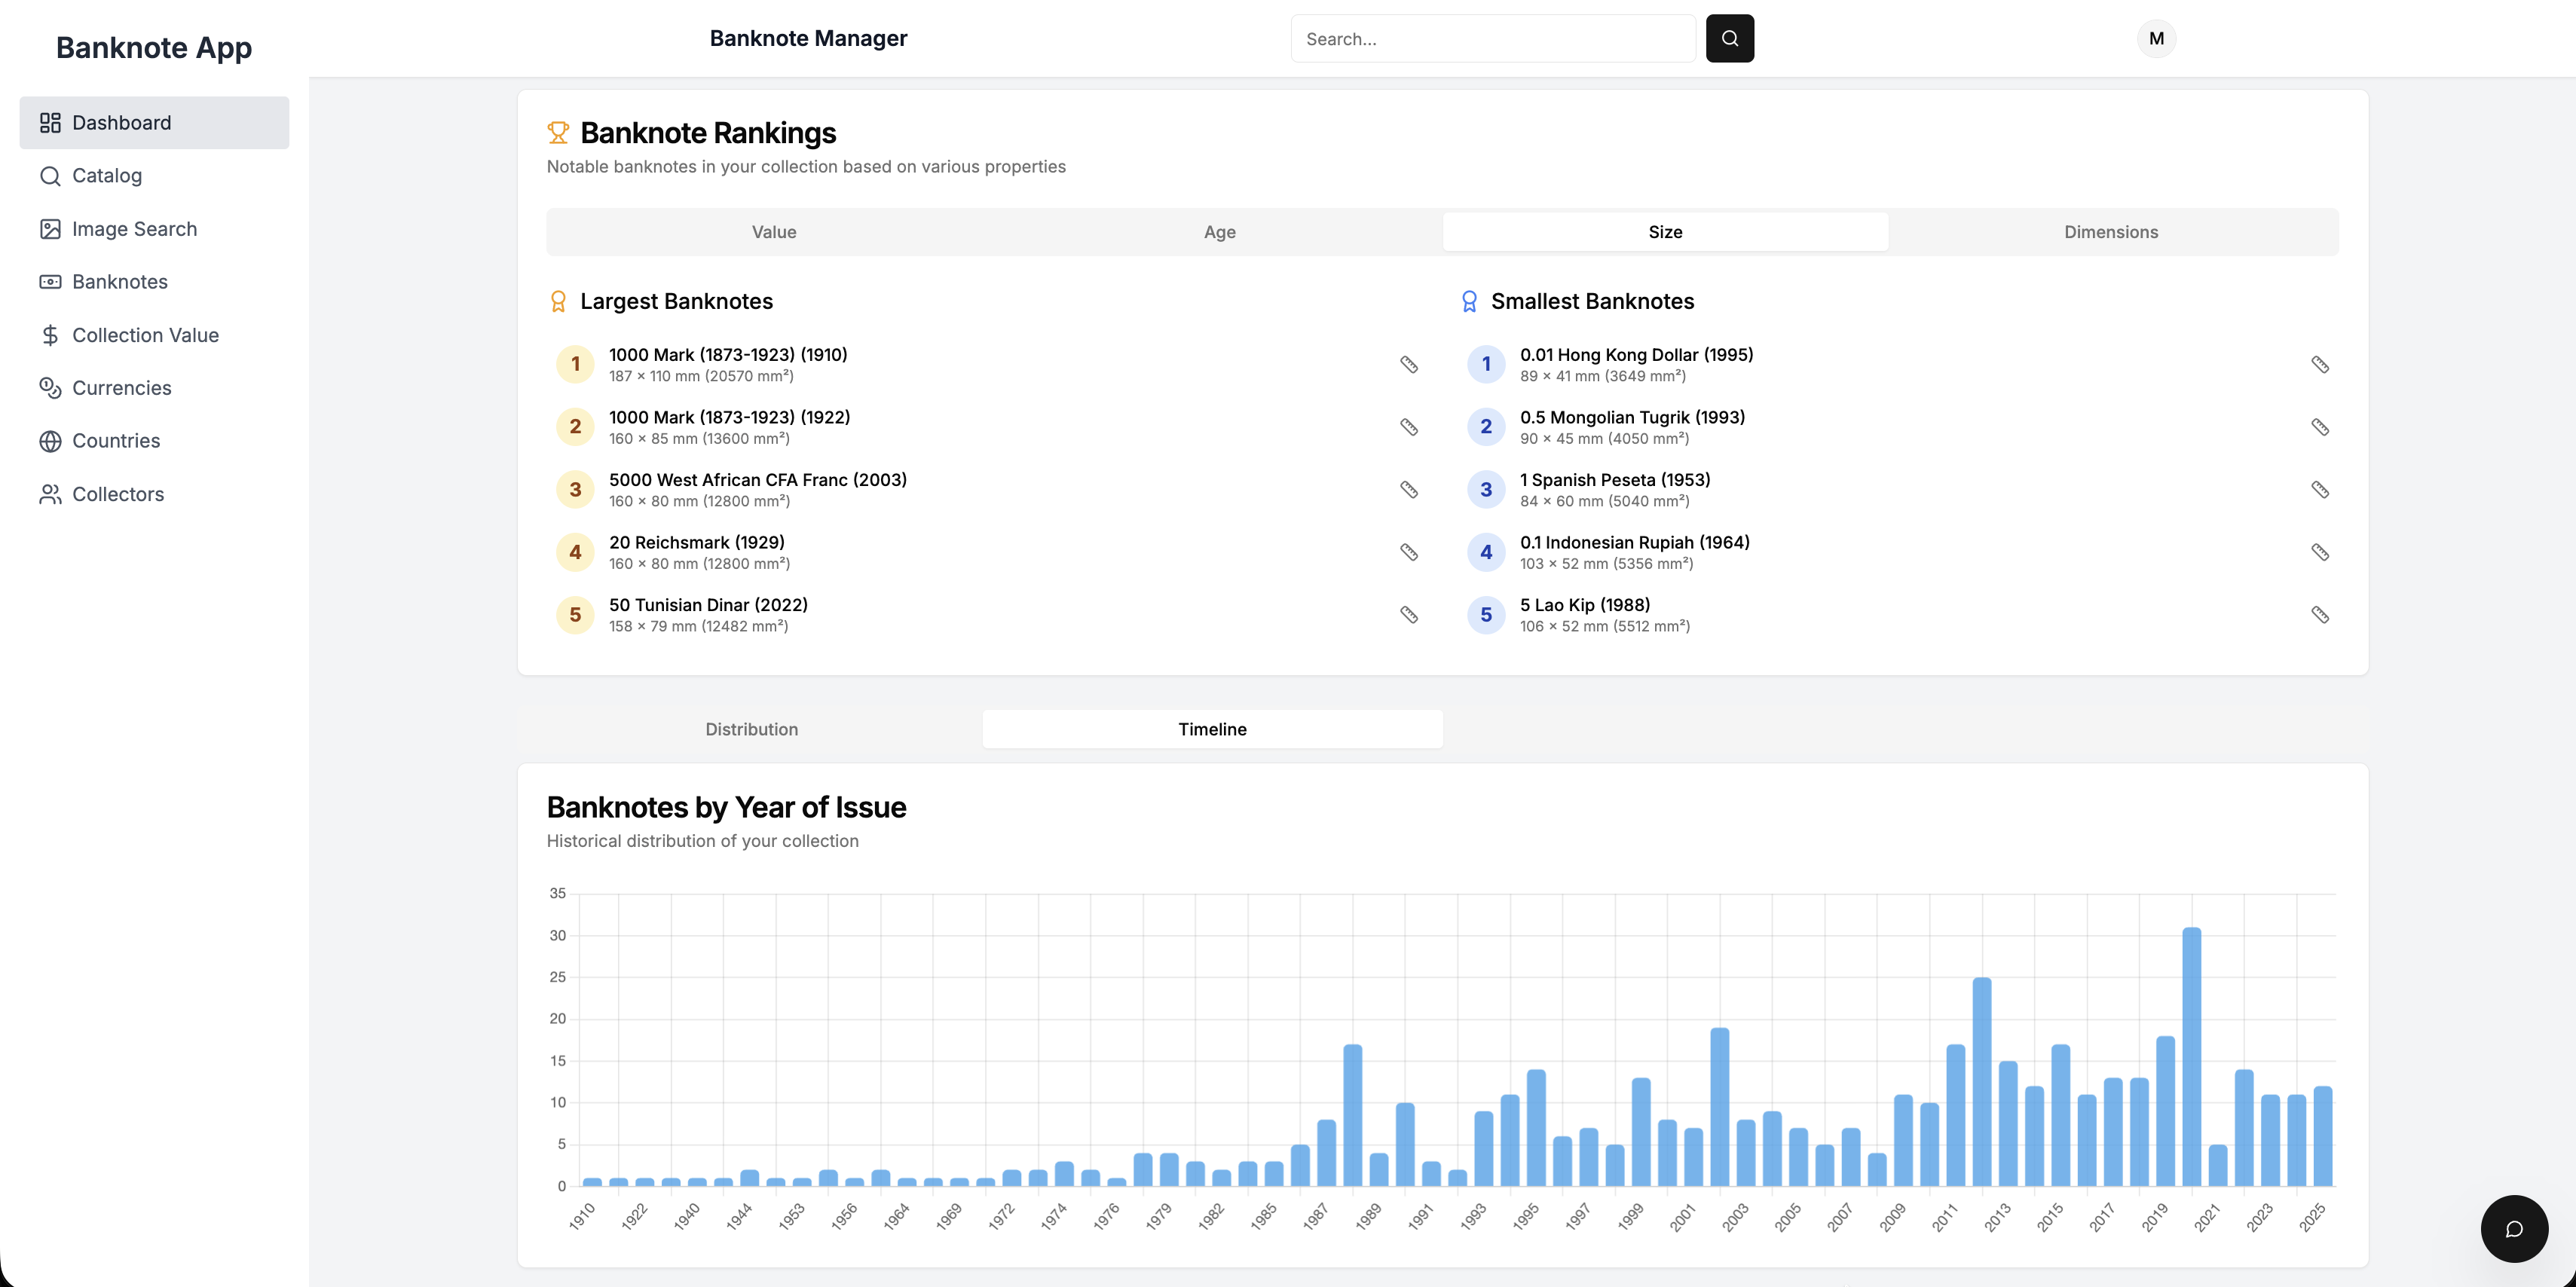 Banknote App
Dashboard
Catalog
Image Search
Banknotes
Collection Value
Currencies
Countries
Collectors
Banknote Manager
Search...
M
Banknote Rankings
Notable banknotes in your collection based on various properties
Value
Age
Size
Dimensions
Largest Banknotes
1
1000 Mark (1873-1923) (1910)
187 × 110 mm (20570 mm²)
2
1000 Mark (1873-1923) (1922)
160 × 85 mm (13600 mm²)
3
5000 West African CFA Franc (2003)
160 × 80 mm (12800 mm²)
4
20 Reichsmark (1929)
160 × 80 mm (12800 mm²)
5
50 Tunisian Dinar (2022)
158 × 79 mm (12482 mm²)
Smallest Banknotes
1
0.01 Hong Kong Dollar (1995)
89 × 41 mm (3649 mm²)
2
0.5 Mongolian Tugrik (1993)
90 × 45 mm (4050 mm²)
3
1 Spanish Peseta (1953)
84 × 60 mm (5040 mm²)
4
0.1 Indonesian Rupiah (1964)
103 × 52 mm (5356 mm²)
5
5 Lao Kip (1988)
106 × 52 mm (5512 mm²)
Distribution
Timeline
Banknotes by Year of Issue
Historical distribution of your collection
35
30
25
20
15
10
5
0
1910
1922
1940
1944
1953
1956
1964
1969
1972
1974
1976
1979
1982
1985
1987
1989
1991
1993
1995
1997
1999
2001
2003
2005
2007
2009
2011
2013
2015
2017
2019
2021
2023
2025